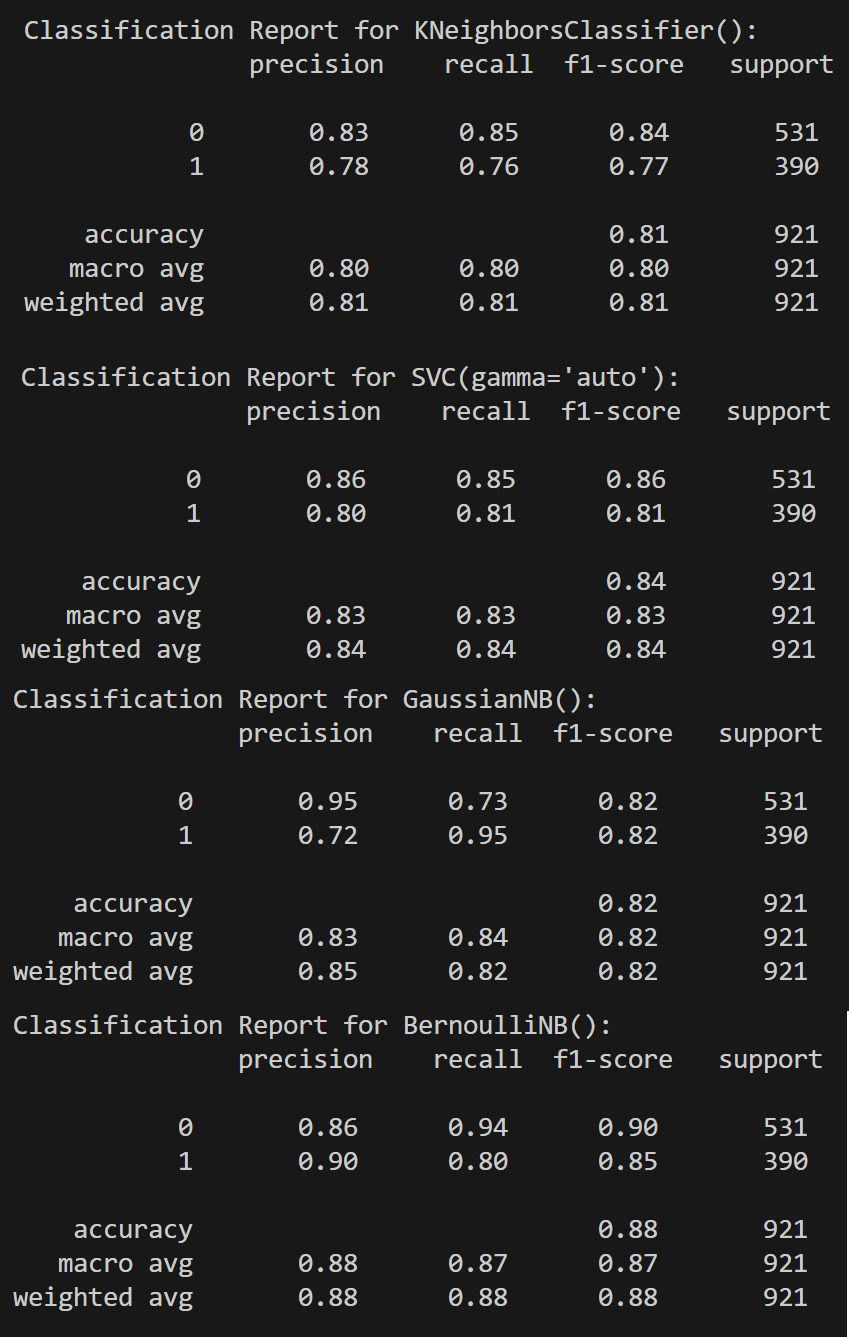 Classification Report for KNeighborsClassifier():
precision recall f1-score support
0 0.83 0.85 0.84 531
1 0.78 0.76 0.77 390
accuracy 0.81 921
macro avg 0.80 0.80 0.80 921
weighted avg 0.81 0.81 0.81 921
Classification Report for SVC(gamma='auto'):
precision recall f1-score support
0 0.86 0.85 0.86 531
1 0.80 0.81 0.81 390
accuracy 0.84 921
macro avg 0.83 0.83 0.83 921
weighted avg 0.84 0.84 0.84 921
Classification Report for GaussianNB():
precision recall f1-score support
0 0.95 0.73 0.82 531
1 0.72 0.95 0.82 390
accuracy 0.82 921
macro avg 0.83 0.84 0.82 921
weighted avg 0.85 0.82 0.82 921
Classification Report for BernoulliNB():
precision recall f1-score support
0 0.86 0.94 0.90 531
1 0.90 0.80 0.85 390
accuracy 0.88 921
macro avg 0.88 0.87 0.87 921
weighted avg 0.88 0.88 0.88 921